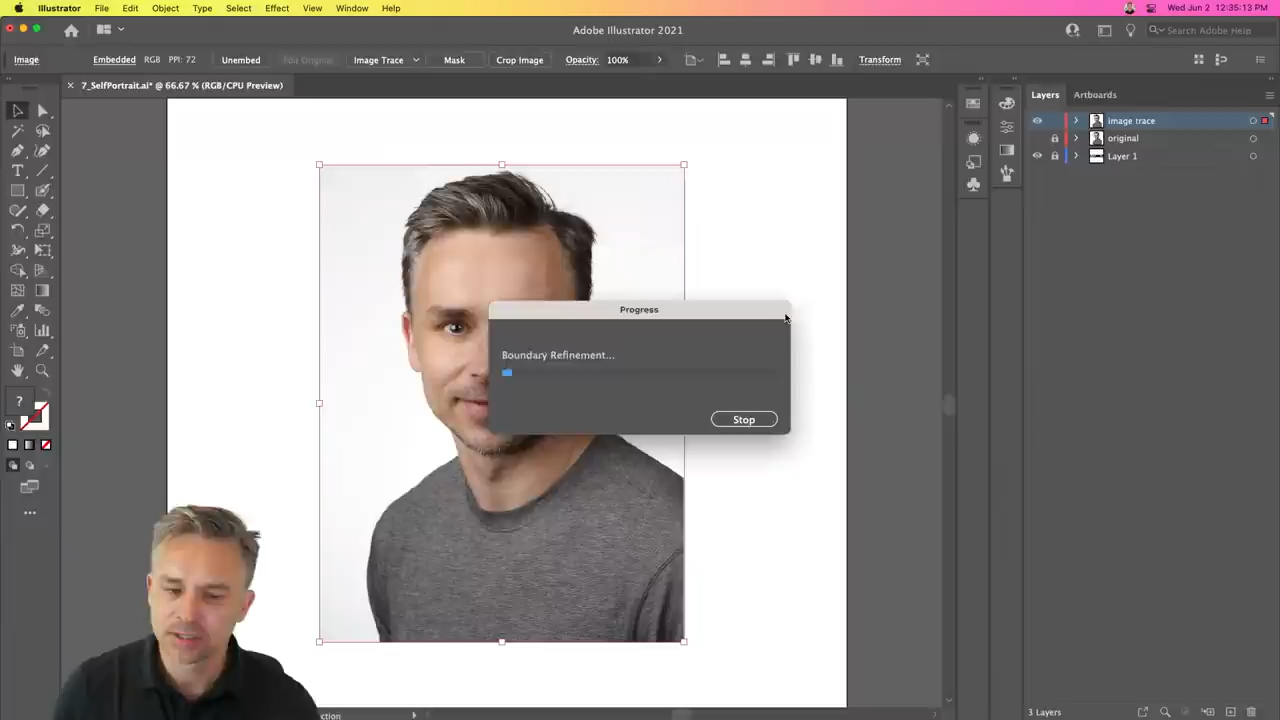 Illustrator File Edit Object Type Select Effect View Window Help Wed Jun 2 12:35:13 PM
Adobe Illustrator 2021 Search Adobe Help
Image Embedded RGB PPI: 72 Unembed Edit Original Image Trace Mask Crop Image Opacity: 100% Transform
7_SelfPortrait.ai* @ 66.67 % (RGB/CPU Preview)
Layers Artboards
image trace
original
Layer 1
Progress
Boundary Refinement...
Stop
?
ction
3 Layers